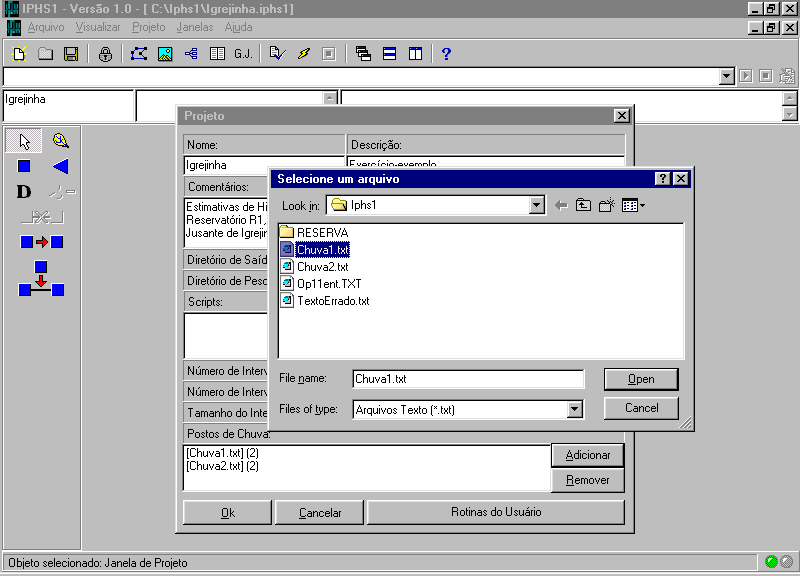 IPHS1 - Versão 1.0 - [ C:\Iphs1\Igrejinha.iphs1]
Arquivo Visualizar Projeto Janelas Ajuda
G.J. ?
Igrejinha
Projeto
Nome: Descrição:
Igrejinha Exercício-exemplo
Comentários:
Estimativas de Hi
Reservatório R1,
Jusante de Igrejin
Diretório de Saíd
Diretório de Pesc
Scripts:
Número de Interv
Número de Interv
Tamanho do Inte
Postos de Chuva:
[Chuva1.txt] (2)
[Chuva2.txt] (2)
Adicionar
Remover
Ok Cancelar Rotinas do Usuário
Selecione um arquivo ?
Look in: Iphs1
RESERVA
Chuva1.txt
Chuva2.txt
Op11ent.TXT
TextoErrado.txt
File name: Chuva1.txt Open
Files of type: Arquivos Texto (*.txt) Cancel
D
Objeto selecionado: Janela de Projeto